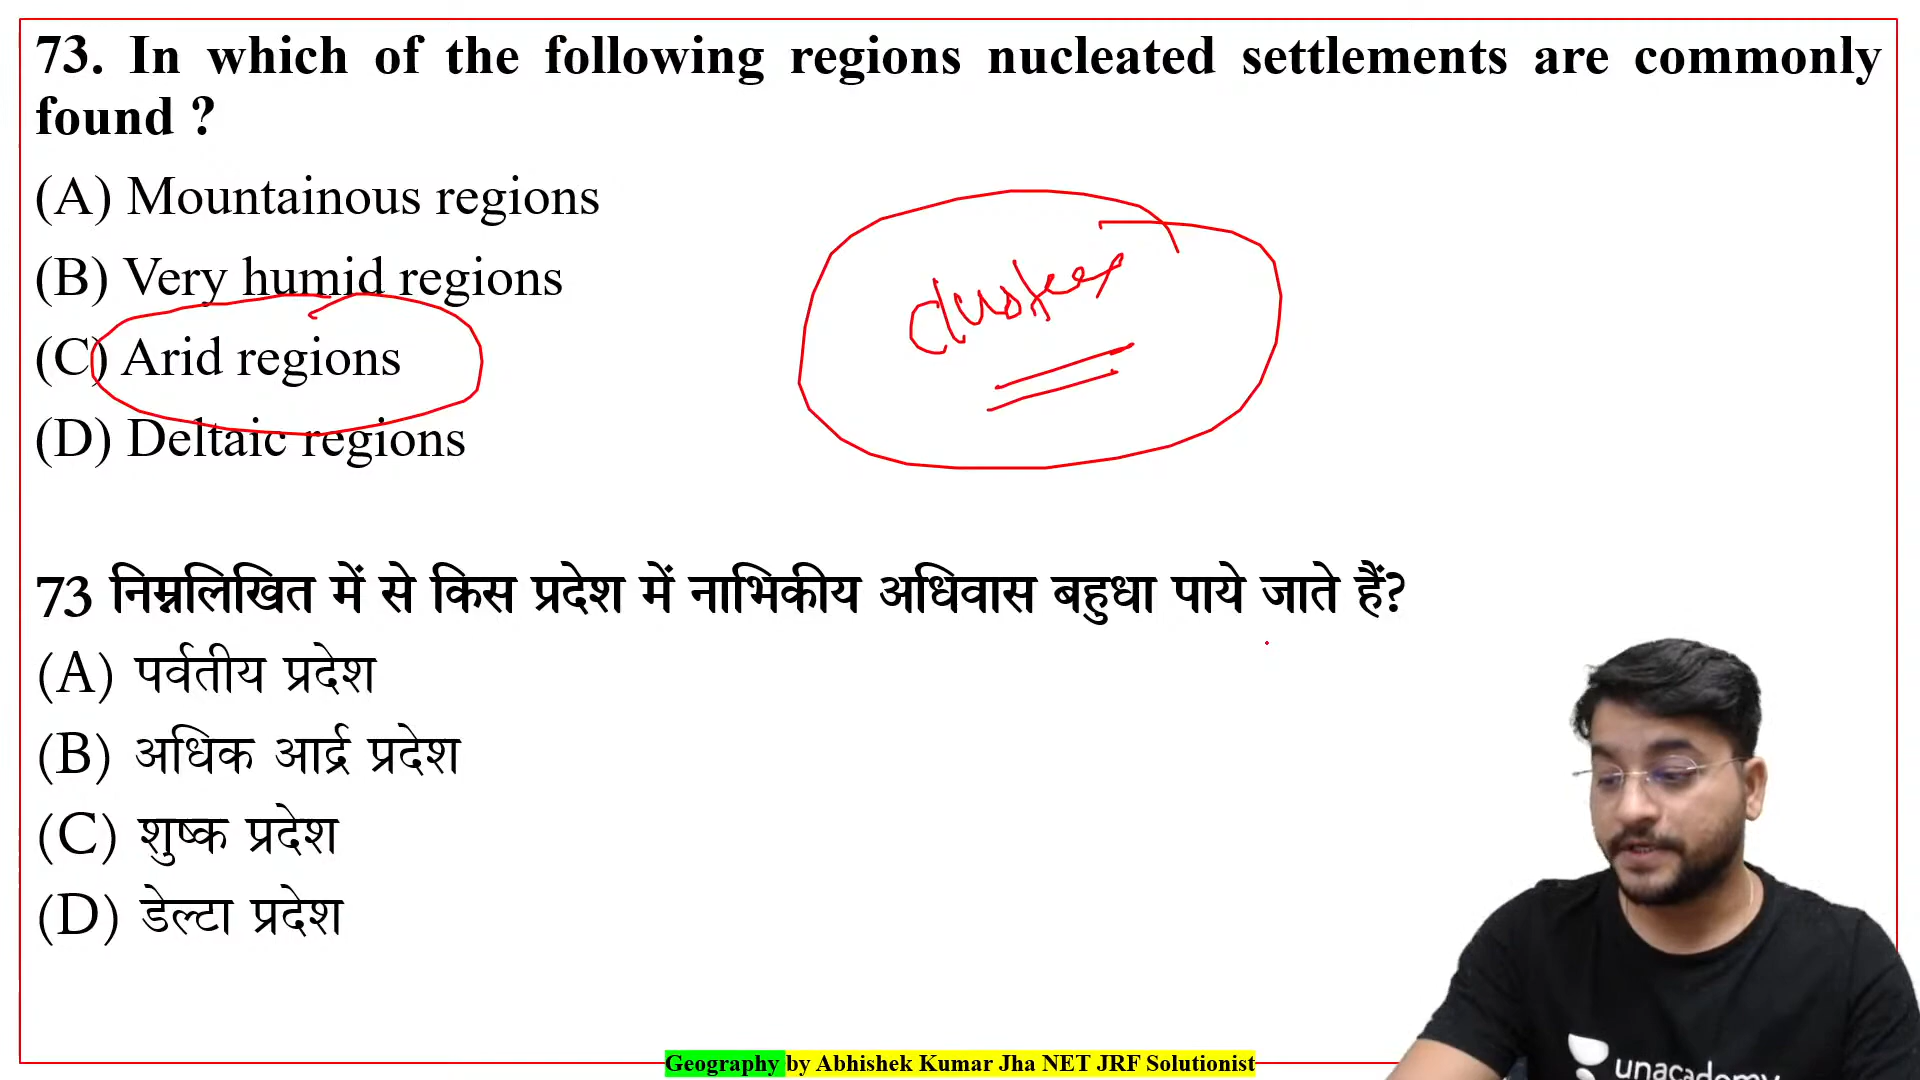 73. In which of the following regions nucleated settlements are commonly
found ?
(A) Mountainous regions
(B) Very humid regions
(C) Arid regions
(D) Deltaic regions
cluster
73 निम्नलिखित में से किस प्रदेश में नाभिकीय अधिवास बहुधा पाये जाते हैं?
(A) पर्वतीय प्रदेश
(B) अधिक आर्द्र प्रदेश
(C) शुष्क प्रदेश
(D) डेल्टा प्रदेश
unacademy
Geography by Abhishek Kumar Jha NET JRF Solutionist